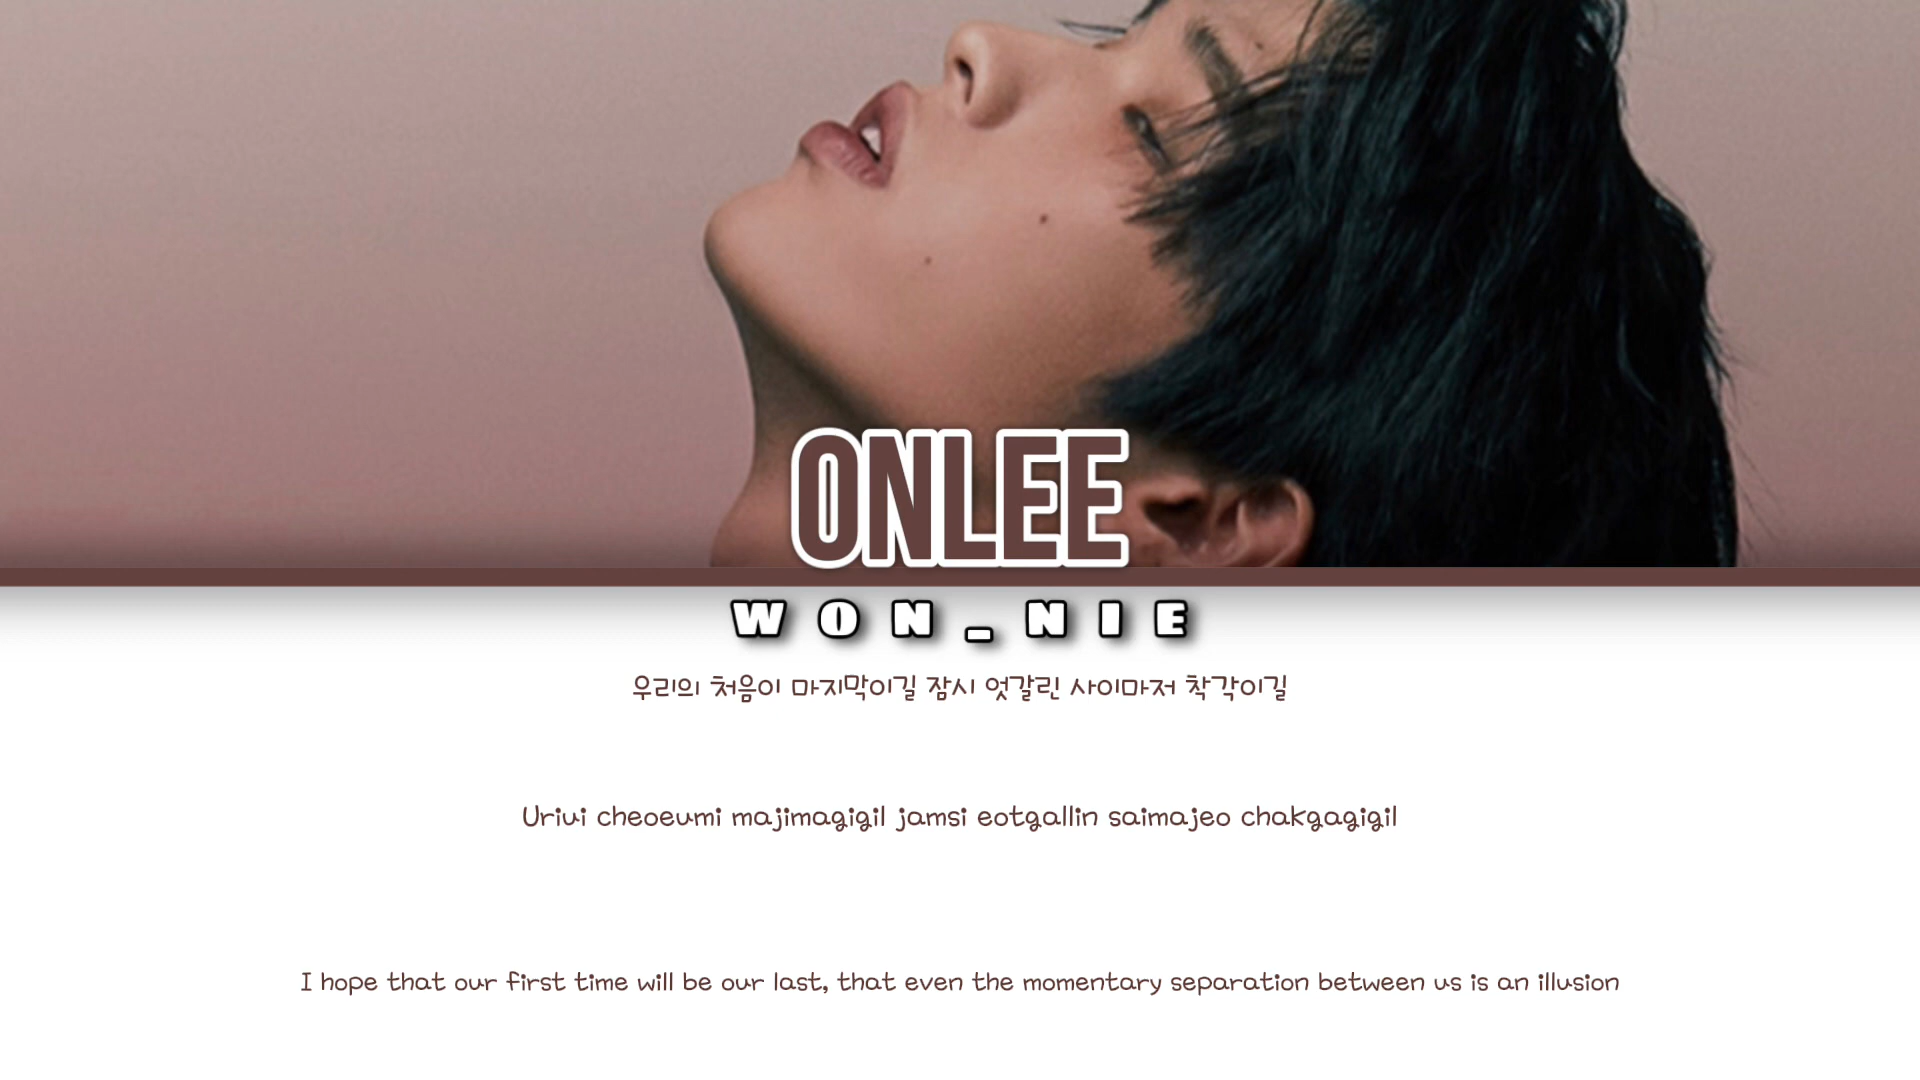 ONLEE
WON_NIE
우리의 처음이 마지막이길 잠시 엇갈린 사이마저 착각이길
Uriui cheoeumi majimagigil jamsi eotgallin saimajeo chakgagigil
I hope that our first time will be our last, that even the momentary separation between us is an illusion